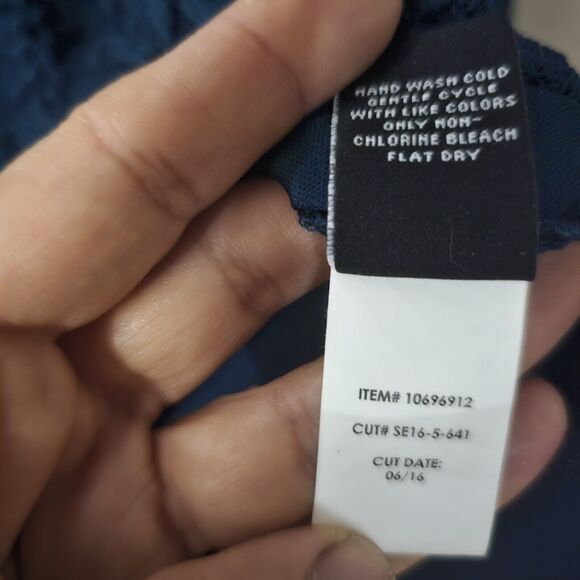 HAND WASH COLD
GENTLE CYCLE
WITH LIKE COLORS
ONLY NON-
CHLORINE BLEACH
FLAT DRY
ITEM# 10696912
CUT# SE16-5-641
CUT DATE:
06/16